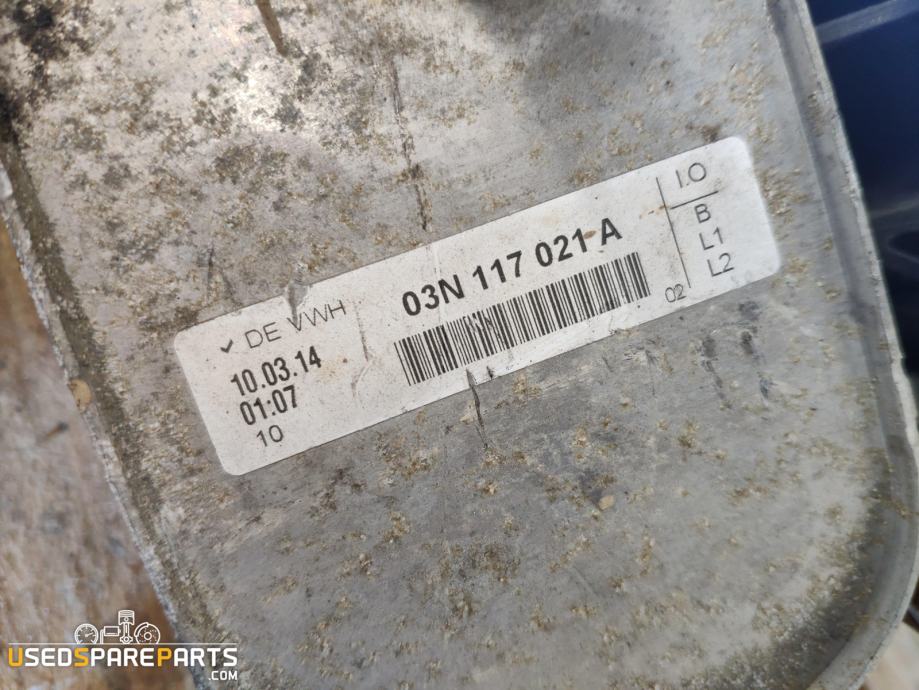 ✓ DE VWH
10.03.14
01:07
10
03N 117 021 A
02
I.O
B
L1
L2
USEDSPAREPARTS
.COM